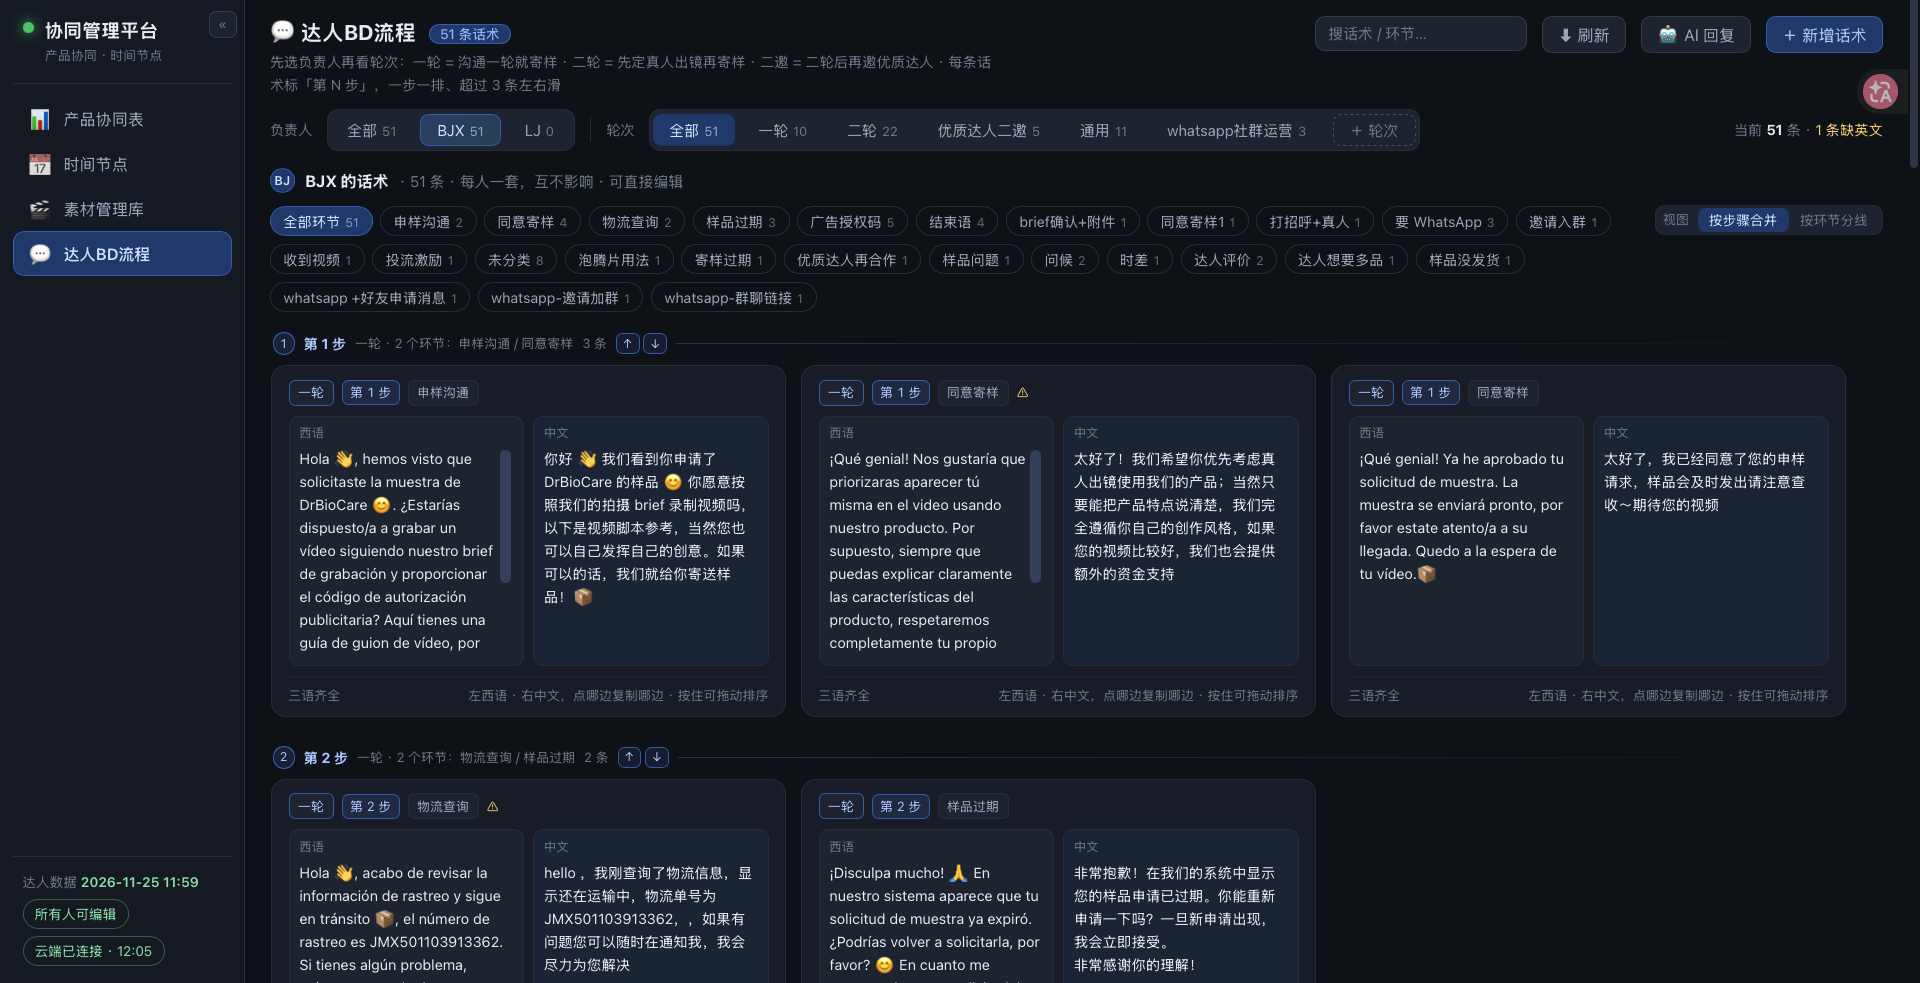 协同管理平台
产品协同 · 时间节点
«
📊 产品协同表
📅 时间节点
🎬 素材管理库
💬 达人BD流程
达人数据 2026-11-25 11:59
所有人可编辑
云端已连接 · 12:05
💬 达人BD流程 51 条话术
先选负责人再看轮次：一轮 = 沟通一轮就寄样 · 二轮 = 先定真人出镜再寄样 · 二邀 = 二轮后再邀优质达人 · 每条话
术标「第 N 步」，一步一排、超过 3 条左右滑
搜话术 / 环节...
⬇ 刷新
🤖 AI 回复
＋ 新增话术
负责人 全部 51 BJX 51 LJ 0
轮次 全部 51 一轮 10 二轮 22 优质达人二邀 5 通用 11 whatsapp社群运营 3 ＋ 轮次
当前 51 条 · 1 条缺英文
BJ BJX 的话术 · 51 条 · 每人一套，互不影响 · 可直接编辑
全部环节 51 申样沟通 2 同意寄样 4 物流查询 2 样品过期 3 广告授权码 5 结束语 4 brief确认+附件 1 同意寄样1 1 打招呼+真人 1 要 WhatsApp 3 邀请入群 1
收到视频 1 投流激励 1 未分类 8 泡腾片用法 1 寄样过期 1 优质达人再合作 1 样品问题 1 问候 2 时差 1 达人评价 2 达人想要多品 1 样品没发货 1
whatsapp +好友申请消息 1 whatsapp-邀请加群 1 whatsapp-群聊链接 1
视图 按步骤合并 按环节分线
1 第 1 步 一轮 · 2 个环节：申样沟通 / 同意寄样 3 条 ↑ ↓
一轮 第 1 步 申样沟通
西语
Hola 👋, hemos visto que
solicitaste la muestra de
DrBioCare 😊. ¿Estarías
dispuesto/a a grabar un
vídeo siguiendo nuestro brief
de grabación y proporcionar
el código de autorización
publicitaria? Aquí tienes una
guía de guion de vídeo, por
中文
你好 👋 我们看到你申请了
DrBioCare 的样品 😊 你愿意按
照我们的拍摄 brief 录制视频吗，
以下是视频脚本参考，当然您也
可以自己发挥自己的创意。如果
可以的话，我们就给你寄送样
品！📦
三语齐全
左西语 · 右中文，点哪边复制哪边 · 按住可拖动排序
一轮 第 1 步 同意寄样 ⚠
西语
¡Qué genial! Nos gustaría que
priorizaras aparecer tú
misma en el video usando
nuestro producto. Por
supuesto, siempre que
puedas explicar claramente
las características del
producto, respetaremos
completamente tu propio
中文
太好了！我们希望你优先考虑真
人出镜使用我们的产品；当然只
要能把产品特点说清楚，我们完
全遵循你自己的创作风格，如果
您的视频比较好，我们也会提供
额外的资金支持
三语齐全
左西语 · 右中文，点哪边复制哪边 · 按住可拖动排序
一轮 第 1 步 同意寄样
西语
¡Qué genial! Ya he aprobado tu
solicitud de muestra. La
muestra se enviará pronto, por
favor estate atento/a a su
llegada. Quedo a la espera de
tu vídeo.📦
中文
太好了，我已经同意了您的申样
请求，样品会及时发出请注意查
收～期待您的视频
三语齐全
左西语 · 右中文，点哪边复制哪边 · 按住可拖动排序
2 第 2 步 一轮 · 2 个环节：物流查询 / 样品过期 2 条 ↑ ↓
一轮 第 2 步 物流查询 ⚠
西语
Hola 👋, acabo de revisar la
información de rastreo y sigue
en tránsito 📦, el número de
rastreo es JMX501103913362.
Si tienes algún problema,
中文
hello ，我刚查询了物流信息，显
示还在运输中，物流单号为
JMX501103913362，，如果有
问题您可以随时在通知我，我会
尽力为您解决
一轮 第 2 步 样品过期
西语
¡Disculpa mucho! 🙏 En
nuestro sistema aparece que tu
solicitud de muestra ya expiró.
¿Podrías volver a solicitarla, por
favor? 😊 En cuanto me
中文
非常抱歉！在我们的系统中显示
您的样品申请已过期。你能重新
申请一下吗？一旦新申请出现，
我会立即接受。
非常感谢你的理解！